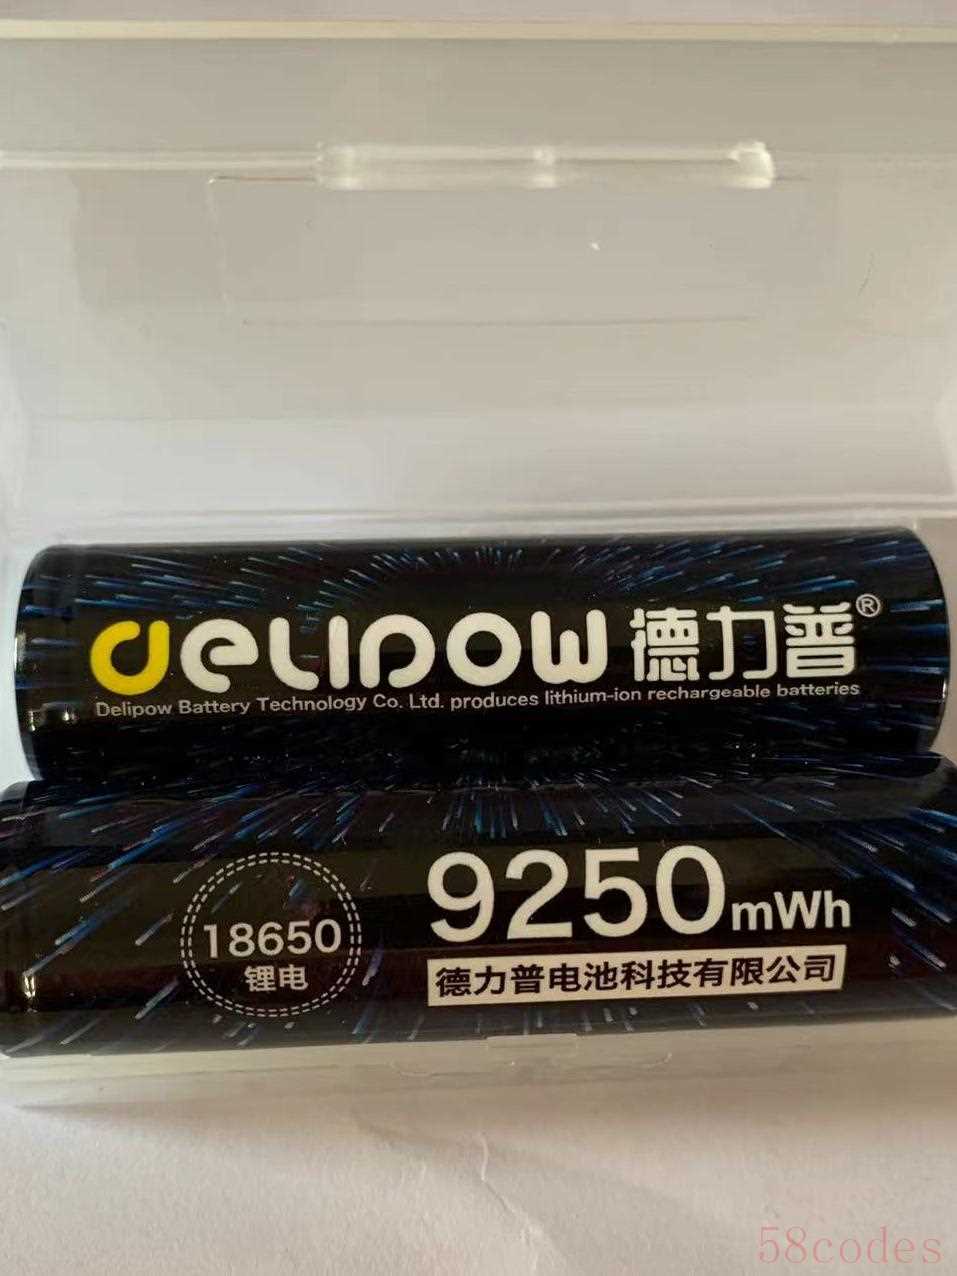 delipow 德力普®
Delipow Battery Technology Co. Ltd. produces lithium-ion rechargeable batteries
18650
锂电
9250mWh
德力普电池科技有限公司
58codes